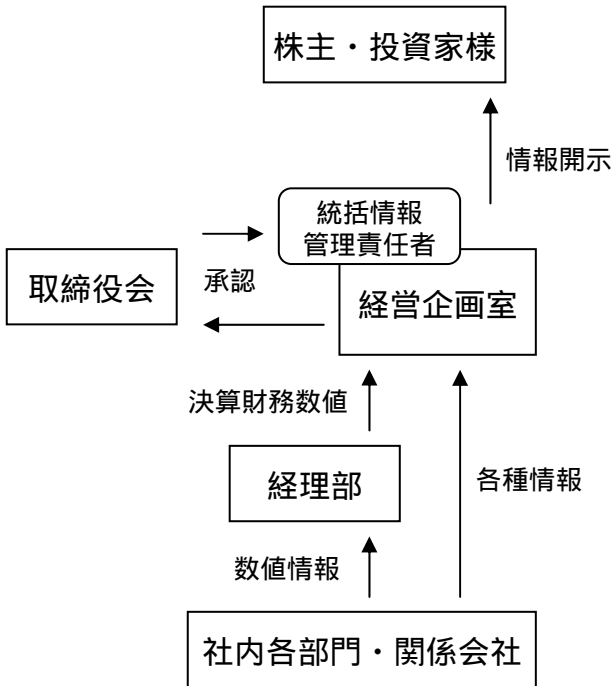 株主・投資家様
情報開示
統括情報
管理責任者
取締役会
承認
経営企画室
決算財務数値
経理部
各種情報
数値情報
社内各部門・関係会社